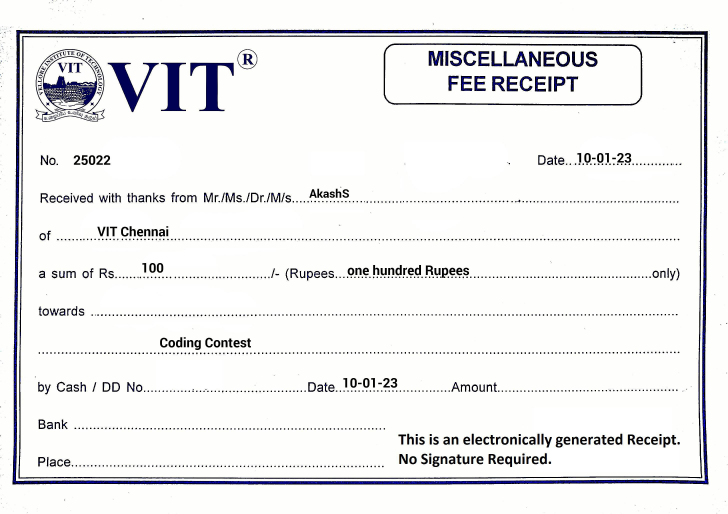 VELLORE INSTITUTE OF TECHNOLOGY
VIT
VIT®
MISCELLANEOUS
FEE RECEIPT
No. 25022
Date.. 10-01-23
Received with thanks from Mr./Ms./Dr./M/s.... AkashS
of VIT Chennai
a sum of Rs..... 100 /- (Rupees... one hundred Rupees only)
towards
Coding Contest
by Cash / DD No. Date. 10-01-23 Amount
Bank
This is an electronically generated Receipt.
Place
No Signature Required.